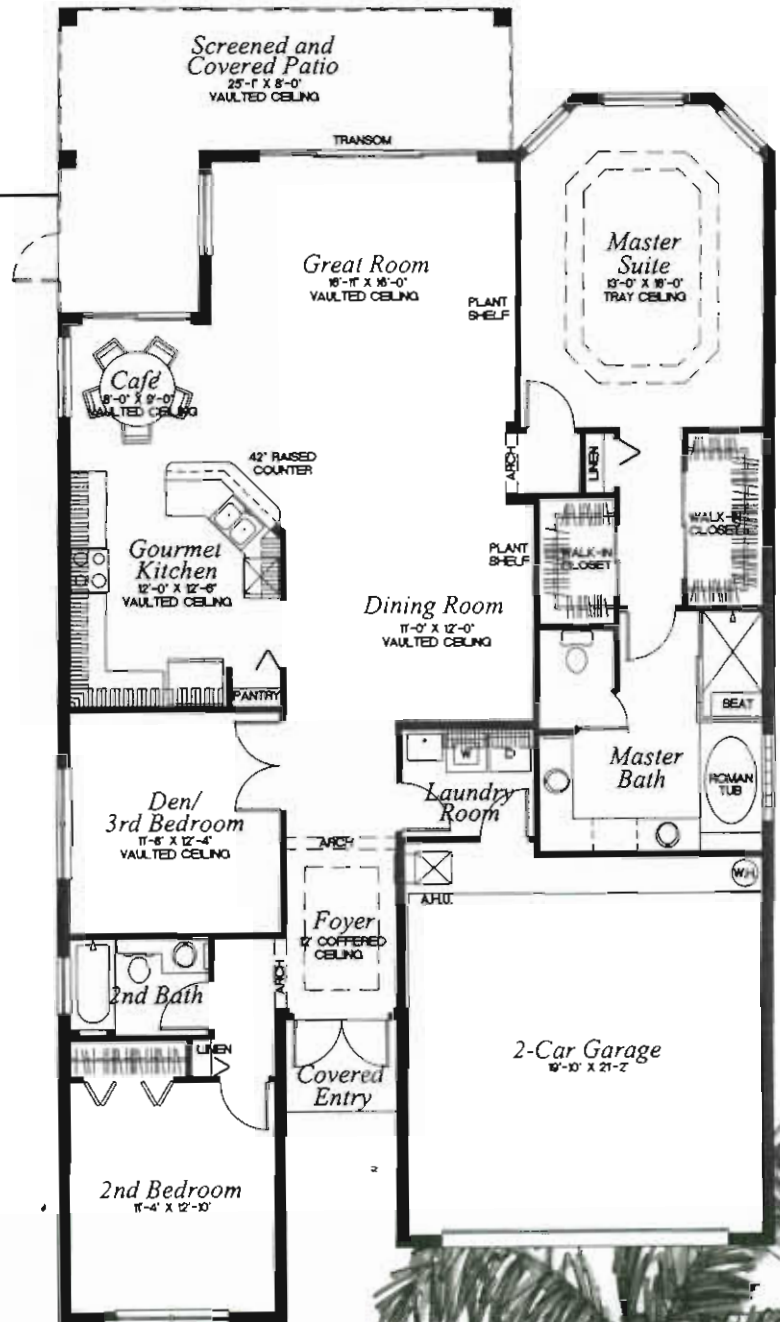 Screened and
Covered Patio
25'-1" X 8'-0"
VAULTED CEILING
TRANSOM
Great Room
16'-11" X 16'-0"
VAULTED CEILING
PLANT
SHELF
Master
Suite
13'-0" X 16'-0"
TRAY CEILING
Café
8'-0" X 9'-0"
VAULTED CEILING
42" RAISED
COUNTER
ARCH
LINEN
WALK-IN
CLOSET
Gourmet
Kitchen
12'-0" X 12'-6"
VAULTED CEILING
PLANT
SHELF
WALK-IN
CLOSET
Dining Room
11'-0" X 12'-0"
VAULTED CEILING
PANTRY
SEAT
W
D
Master
Bath
ROMAN
TUB
Laundry
Room
Den/
3rd Bedroom
11'-6" X 12'-4"
VAULTED CEILING
ARCH
A.H.U.
W.H.
Foyer
12' COFFERED
CEILING
ARCH
2nd Bath
LINEN
Covered
Entry
2-Car Garage
19'-10" X 21'-2"
2nd Bedroom
11'-4" X 12'-10"